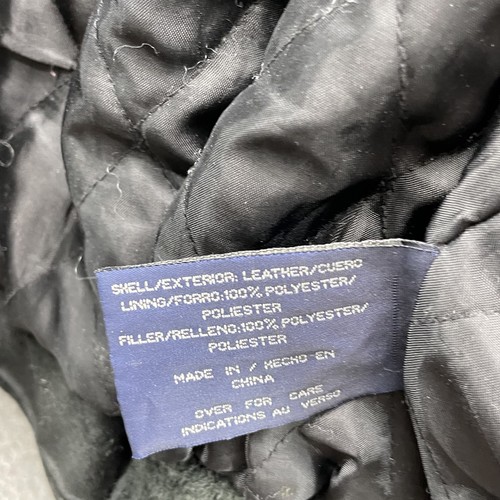 SHELL/EXTERIOR: LEATHER/CUERO
LINING/FORRO:100% POLYESTER/
POLIESTER
FILLER/RELLENO:100% POLYESTER/
POLIESTER
MADE IN / HECHO EN
CHINA
OVER FOR CARE
INDICATIONS AU VERSO